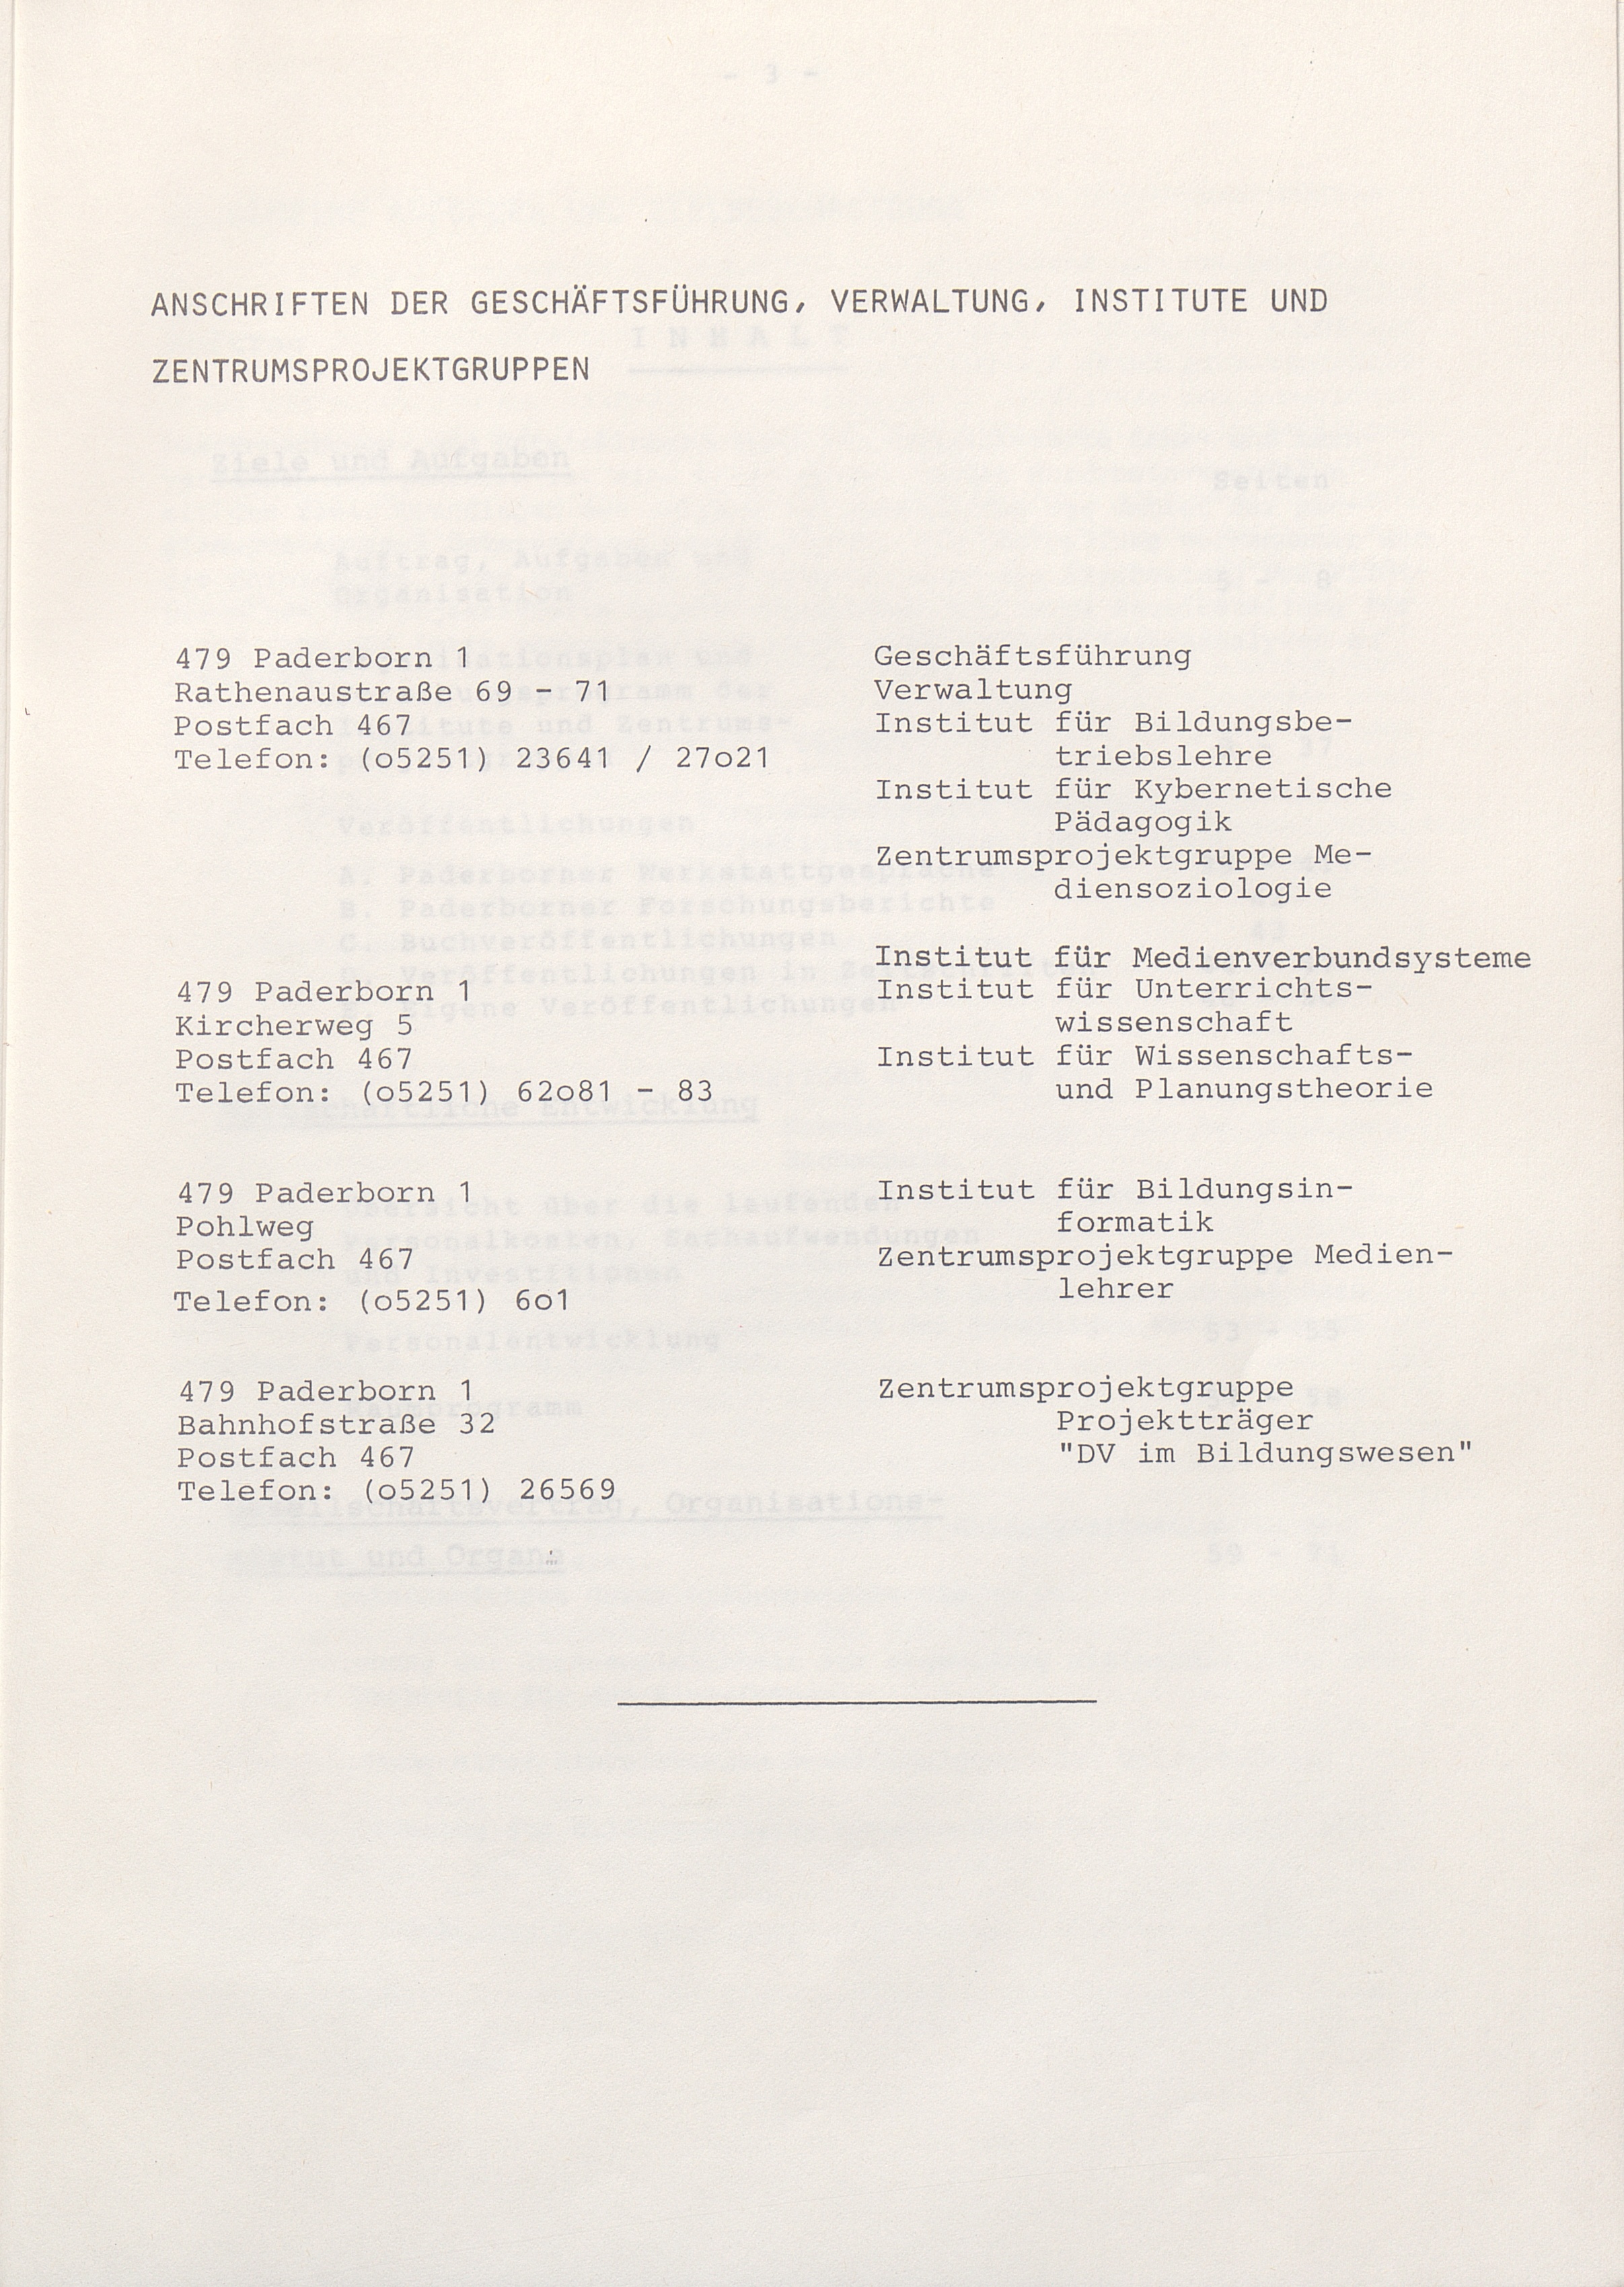 ANSCHRIFTEN DER GESCHÄFTSFÜHRUNG, VERWALTUNG, INSTITUTE UND
ZENTRUMSPROJEKTGRUPPEN
479 Paderborn 1
Rathenaustraße 69 - 71
Postfach 467
Telefon: (o5251) 23641 / 27o21
Geschäftsführung
Verwaltung
Institut für Bildungsbe-
triebslehre
Institut für Kybernetische
Pädagogik
Zentrumsprojektgruppe Me-
diensoziologie
479 Paderborn 1
Kircherweg 5
Postfach 467
Telefon: (o5251) 62o81 - 83
Institut für Medienverbundsysteme
Institut für Unterrichts-
wissenschaft
Institut für Wissenschafts-
und Planungstheorie
479 Paderborn 1
Pohlweg
Postfach 467
Telefon: (o5251) 6o1
Institut für Bildungsin-
formatik
Zentrumsprojektgruppe Medien-
lehrer
479 Paderborn 1
Bahnhofstraße 32
Postfach 467
Telefon: (o5251) 26569
Zentrumsprojektgruppe
Projektträger
"DV im Bildungswesen"